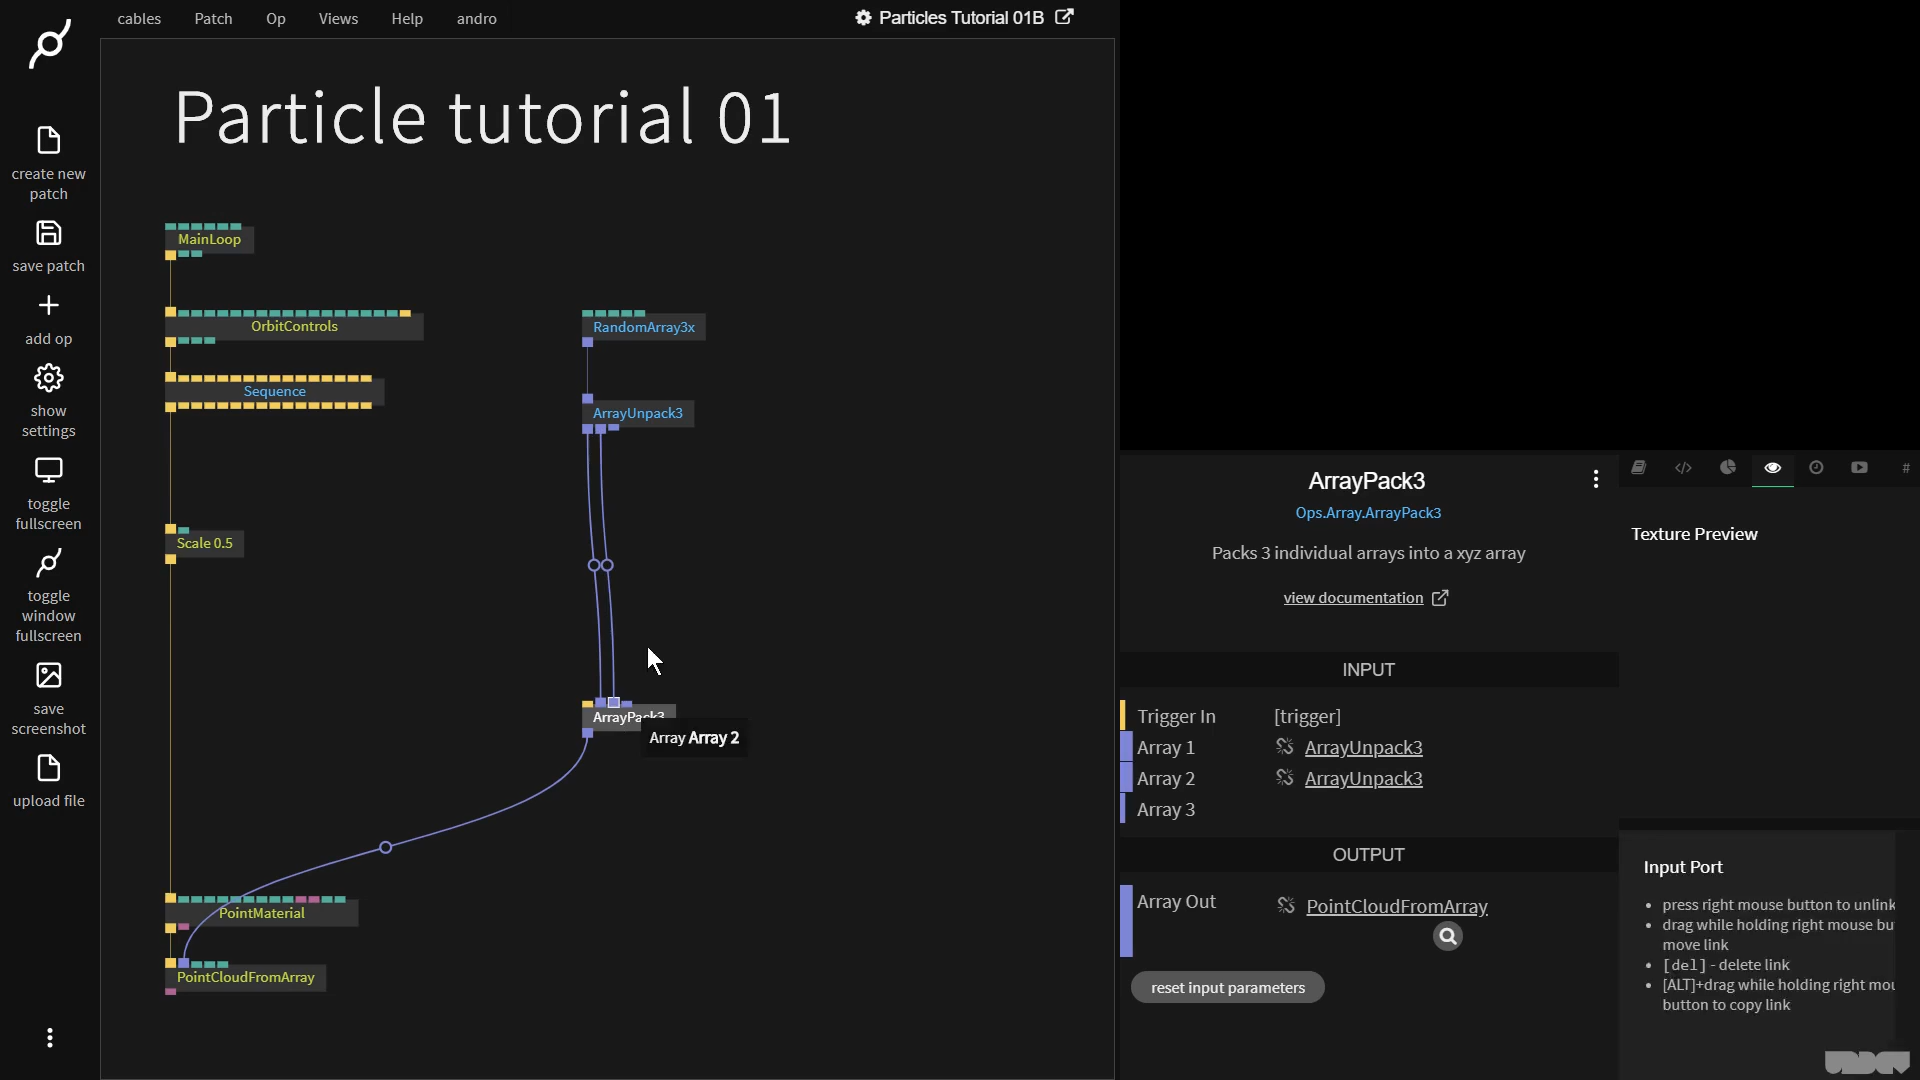 cables Patch Op Views Help andro
Particles Tutorial 01B
Particle tutorial 01
create new
patch
save patch
add op
show
settings
toggle
fullscreen
toggle
window
fullscreen
save
screenshot
upload file
MainLoop
OrbitControls
Sequence
Scale 0.5
PointMaterial
PointCloudFromArray
RandomArray3x
ArrayUnpack3
ArrayPack3
Array Array 2
ArrayPack3
Ops.Array.ArrayPack3
Packs 3 individual arrays into a xyz array
view documentation
INPUT
Trigger In [trigger]
Array 1 ArrayUnpack3
Array 2 ArrayUnpack3
Array 3
OUTPUT
Array Out PointCloudFromArray
reset input parameters
#
Texture Preview
Input Port
press right mouse button to unlink
drag while holding right mouse bu
move link
[del] - delete link
[ALT]+drag while holding right mou
button to copy link